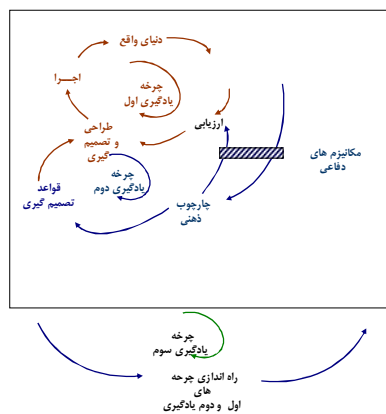 دنیای واقع
اجـــرا
چرخه
یادگیری اول
ارزیابی
طراحی
و تصمیم
گیری
مکانیزم های
دفاعی
چرخه
یادگیری دوم
قواعد
تصمیم گیری
چارچوب
ذهنی
چرخه
یادگیری سوم
راه اندازی چرحه
های
اول و دوم یادگیری